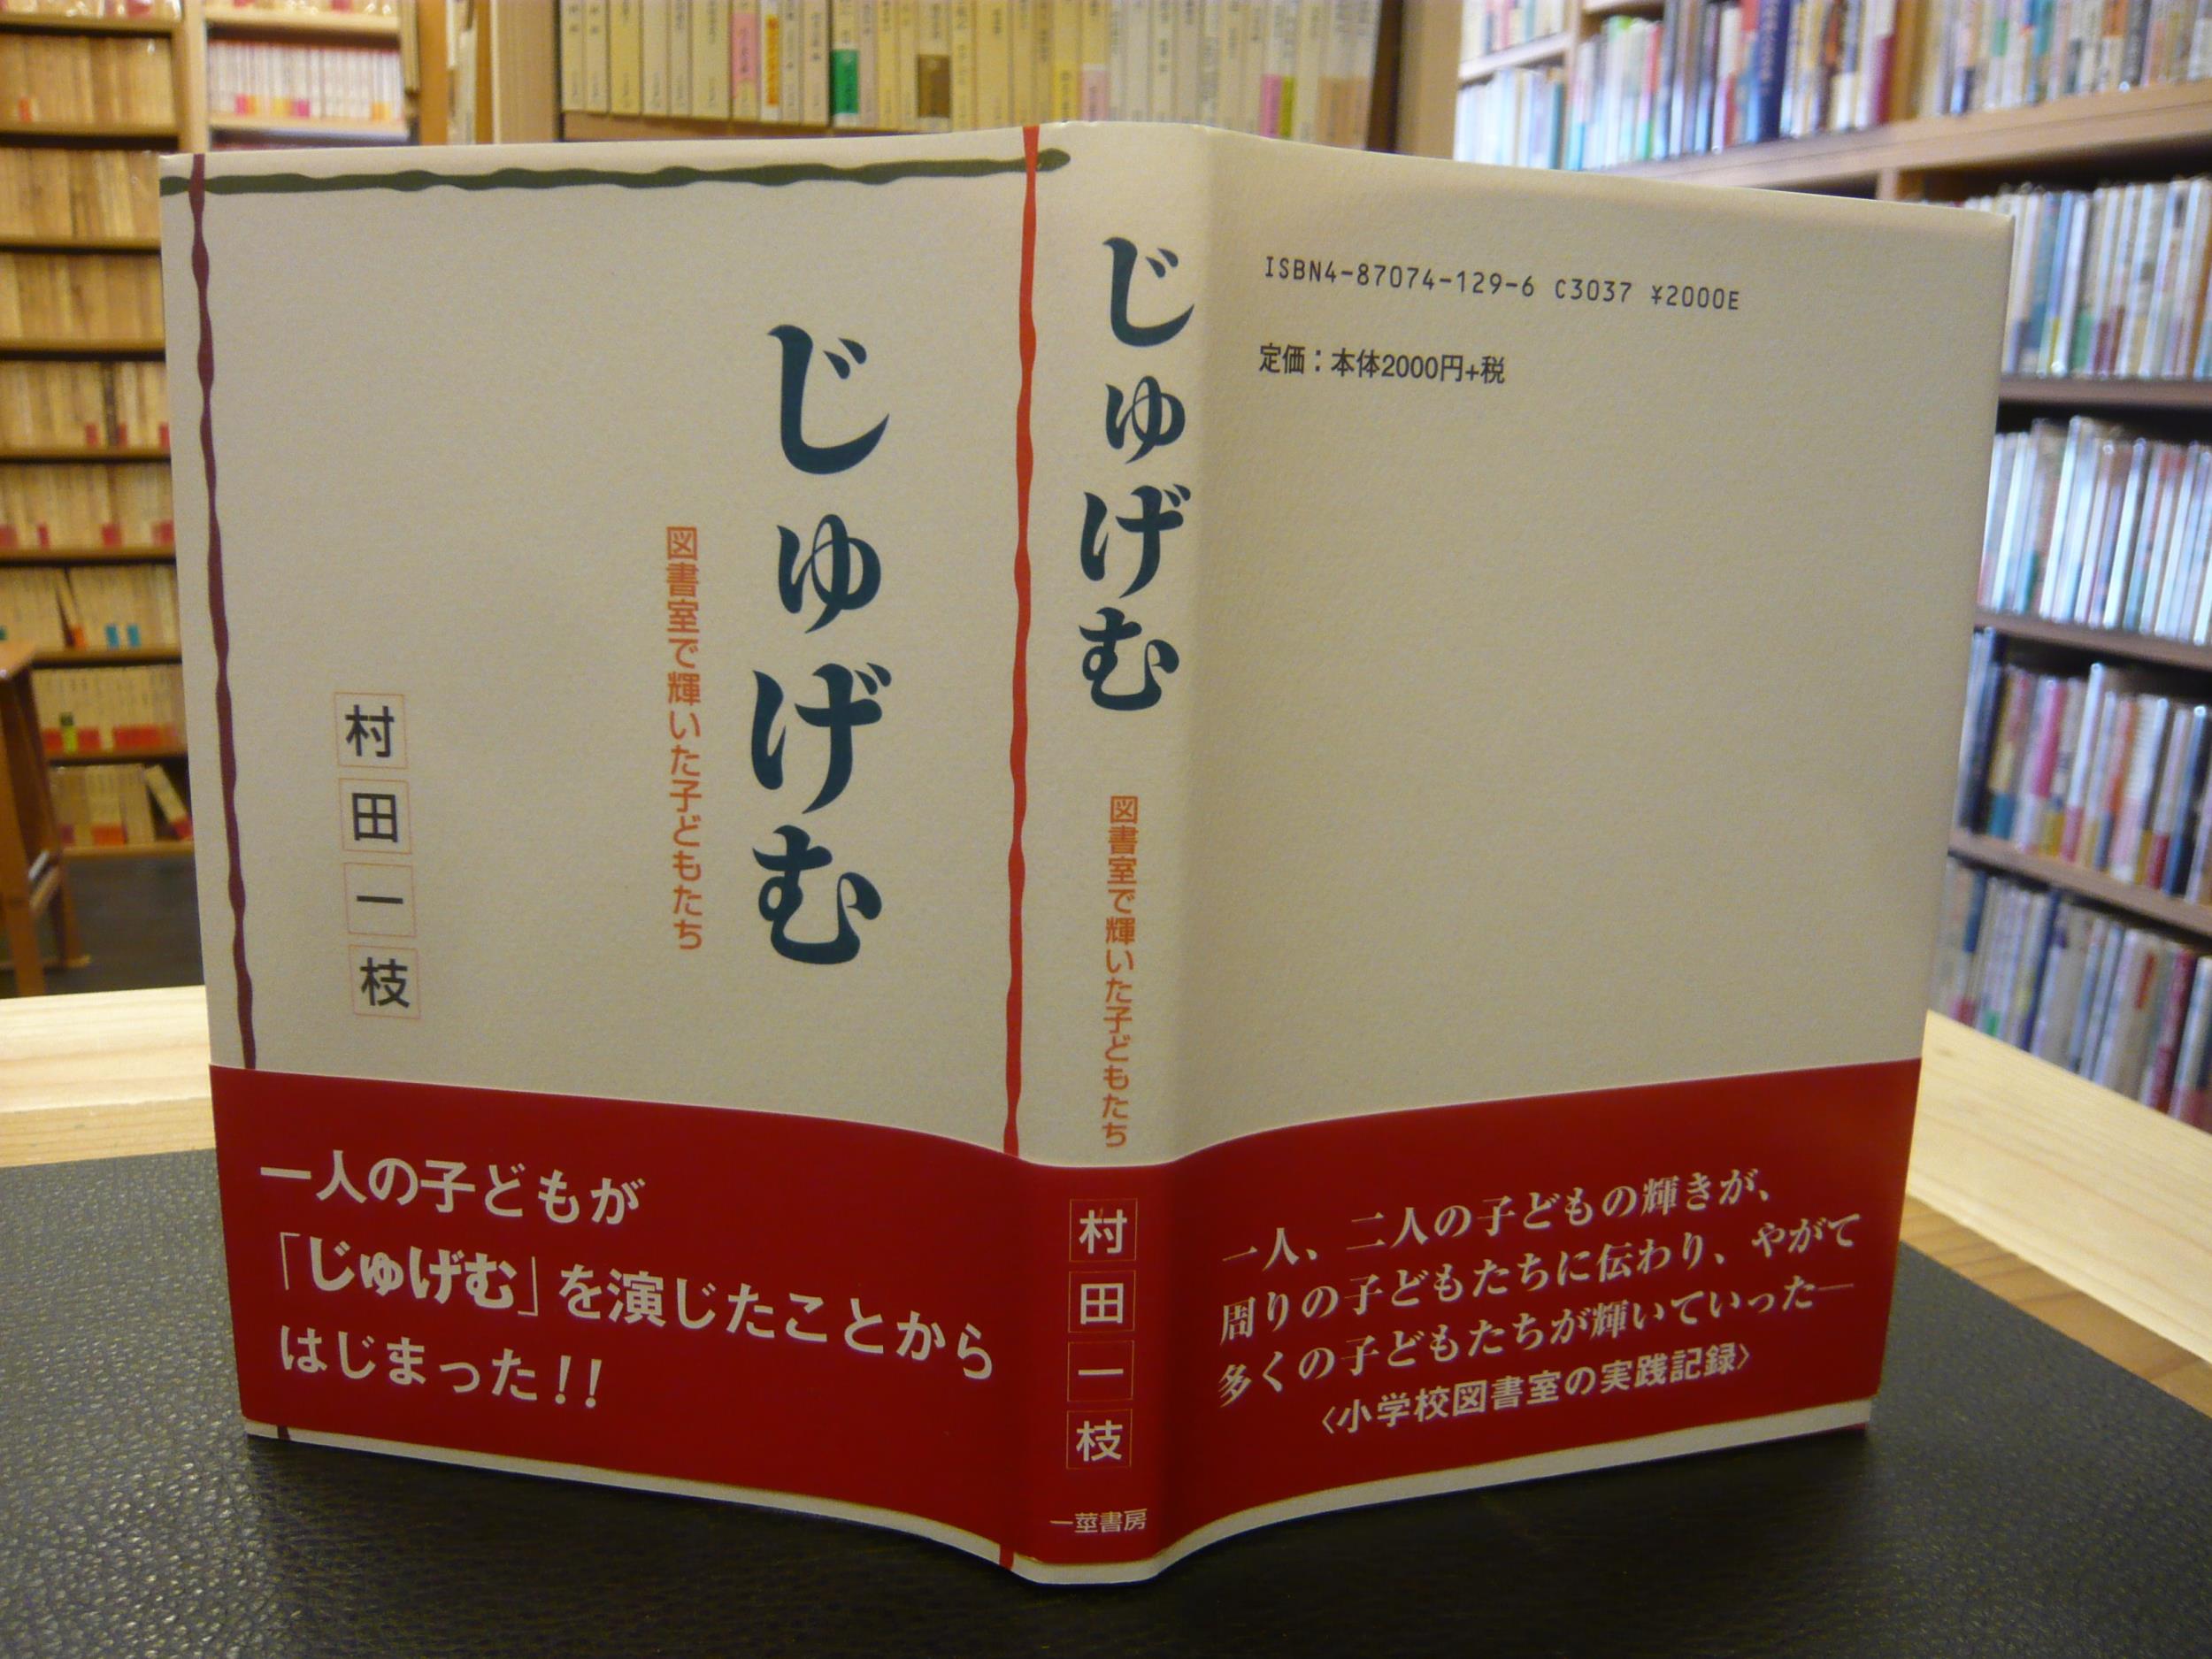 じゅげむ
図書室で輝いた子どもたち
村田一枝
一人の子どもが
「じゅげむ」を演じたことから
はじまった!!
じゅげむ
図書室で輝いた子どもたち
村田一枝
一莖書房
ISBN4-87074-129-6 C3037 ¥2000E
定価：本体2000円+税
一人、二人の子どもの輝きが、
周りの子どもたちに伝わり、やがて
多くの子どもたちが輝いていった―
〈小学校図書室の実践記録〉